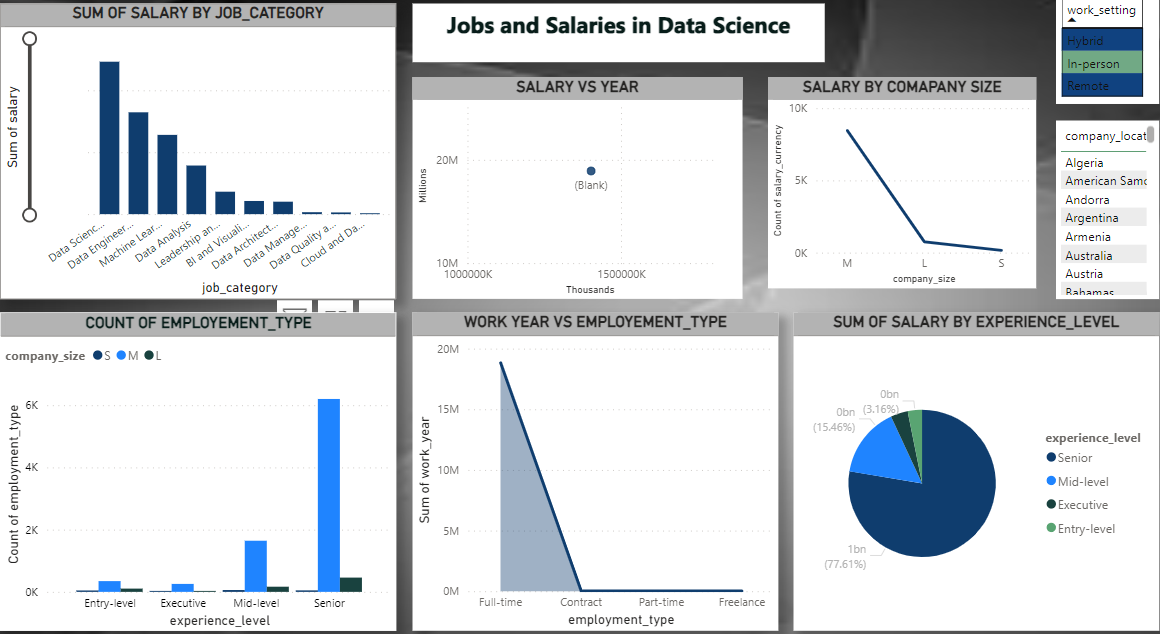 SUM OF SALARY BY JOB_CATEGORY
Sum of salary
Data Scienc...
Data Engineer...
Machine Lear...
Data Analysis
Leadership an...
BI and Visuali...
Data Architect...
Data Manage...
Data Quality a...
Cloud and Da...
job_category
Jobs and Salaries in Data Science
SALARY VS YEAR
Millions
20M
10M
(Blank)
1000000K
1500000K
Thousands
SALARY BY COMAPANY SIZE
Count of salary_currency
10K
5K
0K
M
L
S
company_size
work_setting
Hybrid
In-person
Remote
company_locat
Algeria
American Samo
Andorra
Argentina
Armenia
Australia
Austria
Bahamas
COUNT OF EMPLOYEMENT_TYPE
company_size S M L
Count of employment_type
6K
4K
2K
0K
Entry-level
Executive
Mid-level
Senior
experience_level
WORK YEAR VS EMPLOYEMENT_TYPE
Sum of work_year
20M
15M
10M
5M
0M
Full-time
Contract
Part-time
Freelance
employment_type
SUM OF SALARY BY EXPERIENCE_LEVEL
0bn
(3.16%)
0bn
(15.46%)
1bn
(77.61%)
experience_level
Senior
Mid-level
Executive
Entry-level